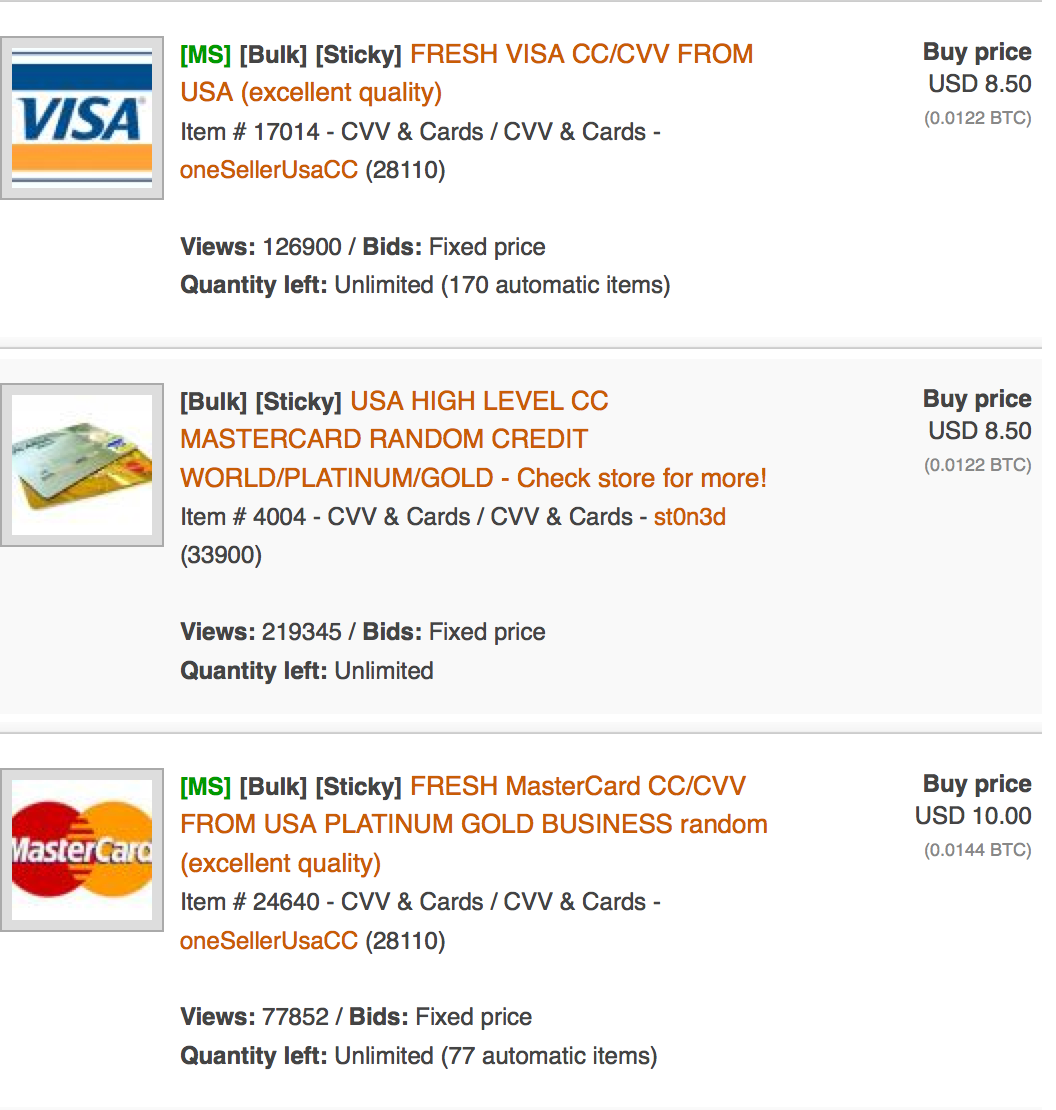 VISA
[MS] [Bulk] [Sticky] FRESH VISA CC/CVV FROM
USA (excellent quality)
Item # 17014 - CVV & Cards / CVV & Cards -
oneSellerUsaCC (28110)
Views: 126900 / Bids: Fixed price
Quantity left: Unlimited (170 automatic items)
Buy price
USD 8.50
(0.0122 BTC)
[Bulk] [Sticky] USA HIGH LEVEL CC
MASTERCARD RANDOM CREDIT
WORLD/PLATINUM/GOLD - Check store for more!
Item # 4004 - CVV & Cards / CVV & Cards - st0n3d
(33900)
Views: 219345 / Bids: Fixed price
Quantity left: Unlimited
Buy price
USD 8.50
(0.0122 BTC)
MasterCard
[MS] [Bulk] [Sticky] FRESH MasterCard CC/CVV
FROM USA PLATINUM GOLD BUSINESS random
(excellent quality)
Item # 24640 - CVV & Cards / CVV & Cards -
oneSellerUsaCC (28110)
Views: 77852 / Bids: Fixed price
Quantity left: Unlimited (77 automatic items)
Buy price
USD 10.00
(0.0144 BTC)